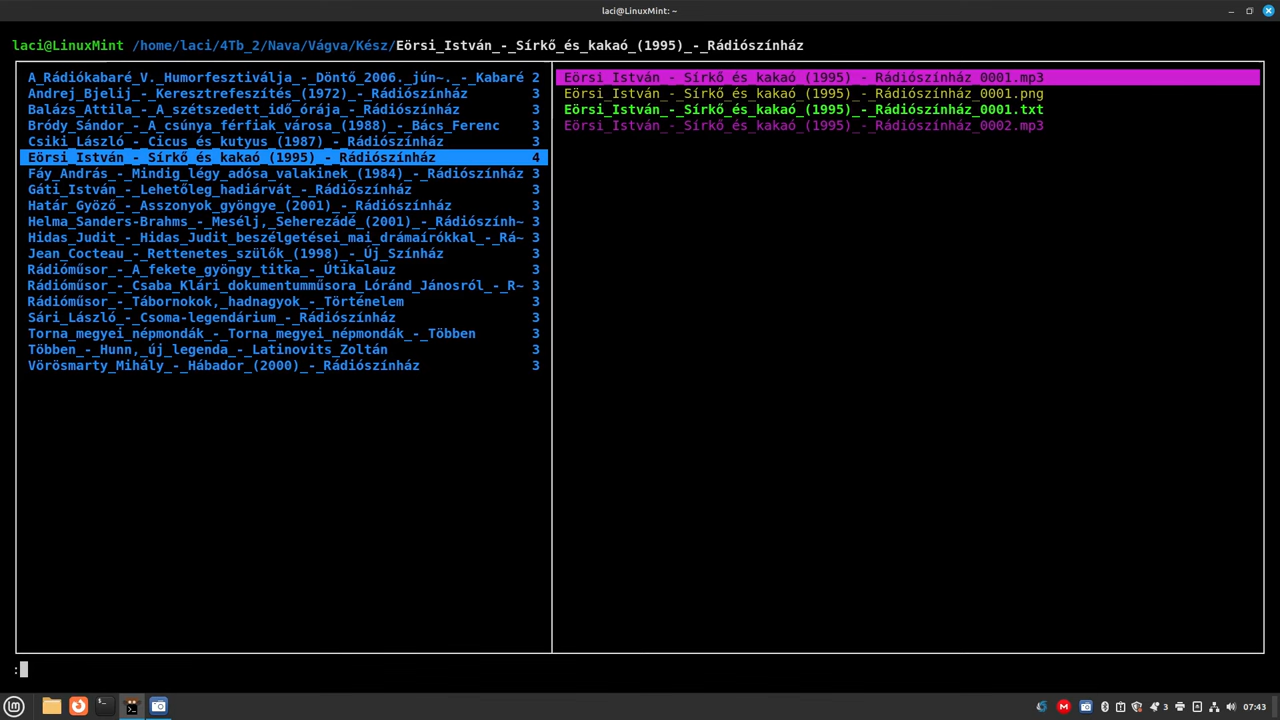 laci@LinuxMint: ~
laci@LinuxMint /home/laci/4Tb_2/Nava/Vágva/Kész/Eörsi_István_-_Sírkő_és_kakaó_(1995)_-_Rádiószínház
A_Rádiókabaré_V._Humorfesztiválja_-_Döntő_2006._jún~._-_Kabaré 2
Andrej_Bjelij_-_Keresztrefeszítés_(1972)_-_Rádiószínház 3
Balázs_Attila_-_A_szétszedett_idő_órája_-_Rádiószínház 3
Bródy_Sándor_-_A_csúnya_férfiak_városa_(1988)_-_Bács_Ferenc 3
Csiki_László_-_Cicus_és_kutyus_(1987)_-_Rádiószínház 3
Eörsi_István_-_Sírkő_és_kakaó_(1995)_-_Rádiószínház 4
Fáy_András_-_Mindig_légy_adósa_valakinek_(1984)_-_Rádiószínház 3
Gáti_István_-_Lehetőleg_hadiárvát_-_Rádiószínház 3
Határ_Győző_-_Asszonyok_gyöngye_(2001)_-_Rádiószínház 3
Helma_Sanders-Brahms_-_Mesélj,_Seherezádé_(2001)_-_Rádiószính~ 3
Hidas_Judit_-_Hidas_Judit_beszélgetései_mai_drámaírókkal_-_Rá~ 3
Jean_Cocteau_-_Rettenetes_szülők_(1998)_-_Új_Színház 3
Rádióműsor_-_A_fekete_gyöngy_titka_-_Útikalauz 3
Rádióműsor_-_Csaba_Klári_dokumentumműsora_Lóránd_Jánosról_-_R~ 3
Rádióműsor_-_Tábornokok,_hadnagyok_-_Történelem 3
Sári_László_-_Csoma-legendárium_-_Rádiószínház 3
Torna_megyei_népmondák_-_Torna_megyei_népmondák_-_Többen 3
Többen_-_Hunn,_új_legenda_-_Latinovits_Zoltán 3
Vörösmarty_Mihály_-_Hábador_(2000)_-_Rádiószínház 3
Eörsi_István_-_Sírkő_és_kakaó_(1995)_-_Rádiószínház_0001.mp3
Eörsi_István_-_Sírkő_és_kakaó_(1995)_-_Rádiószínház_0001.png
Eörsi_István_-_Sírkő_és_kakaó_(1995)_-_Rádiószínház_0001.txt
Eörsi_István_-_Sírkő_és_kakaó_(1995)_-_Rádiószínház_0002.mp3
:
3
07:43